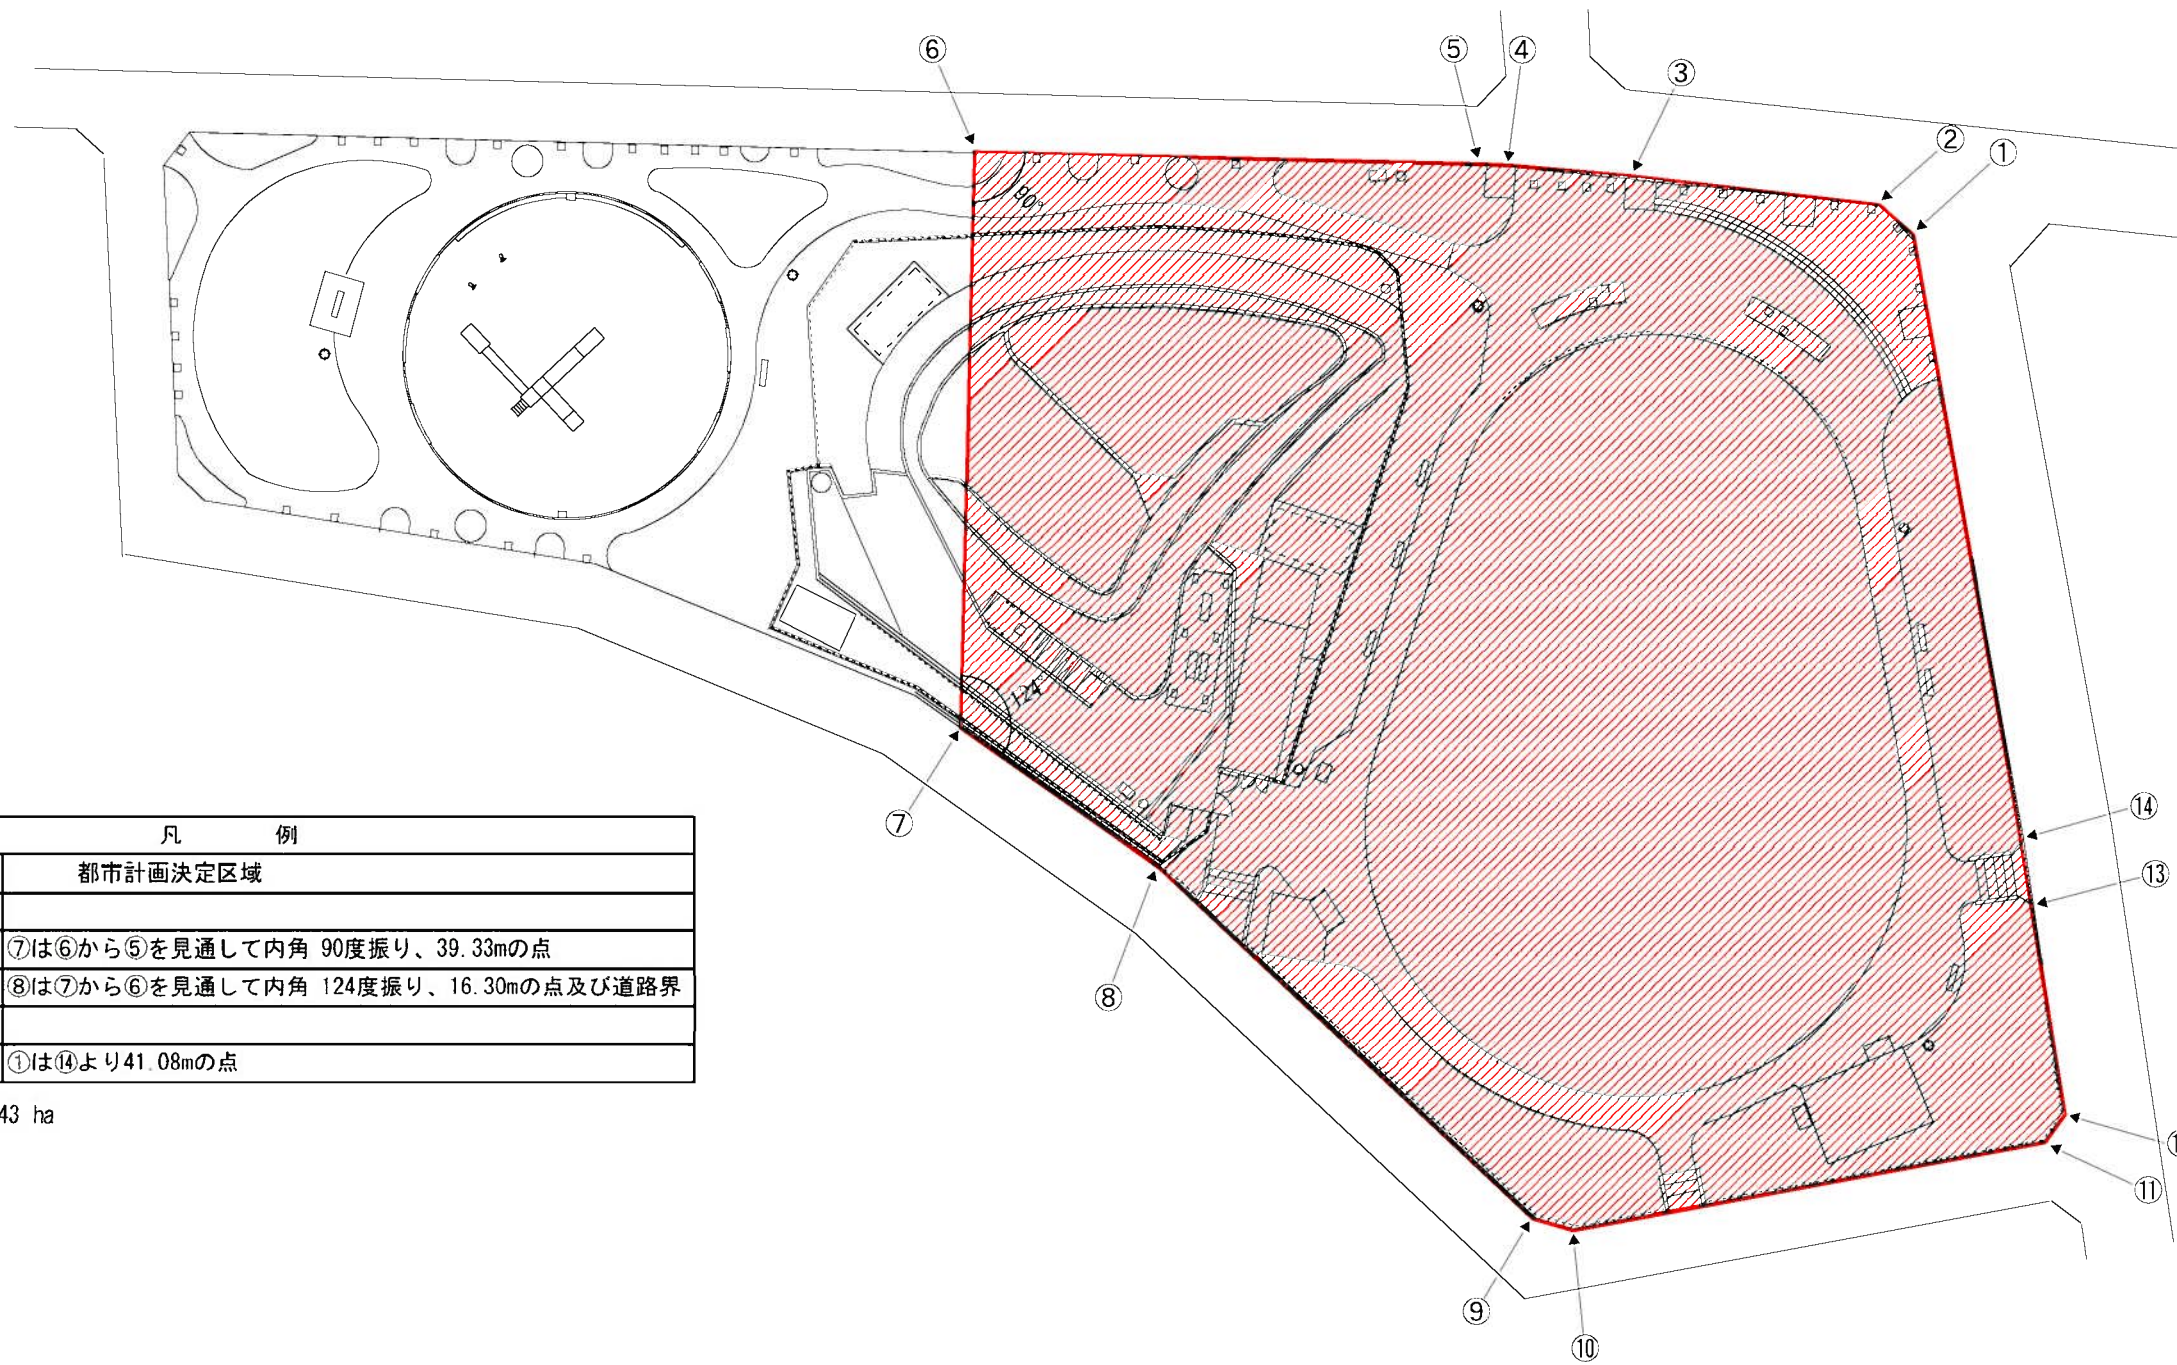 ⑥
⑤
④
③
②
①
90°
124
⑦
⑧
⑭
⑬
⑪
⑨
⑩
凡 例
都市計画決定区域
⑦は⑥から⑤を見通して内角 90度振り、39.33mの点
⑧は⑦から⑥を見通して内角 124度振り、16.30mの点及び道路界
①は⑭より41.08mの点
43 ha